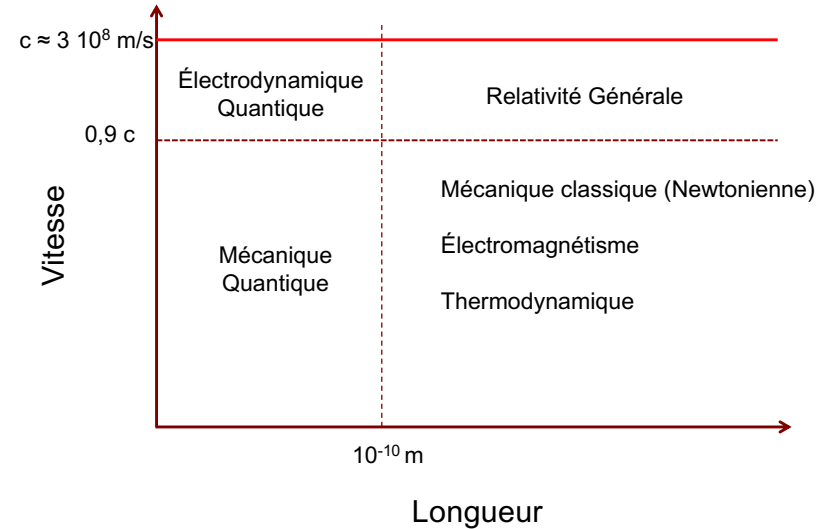 c ≈ 3 10⁸ m/s
Électrodynamique
Quantique
Relativité Générale
0,9 c
Mécanique classique (Newtonienne)
Électromagnétisme
Thermodynamique
Mécanique
Quantique
Vitesse
10⁻¹⁰ m
Longueur